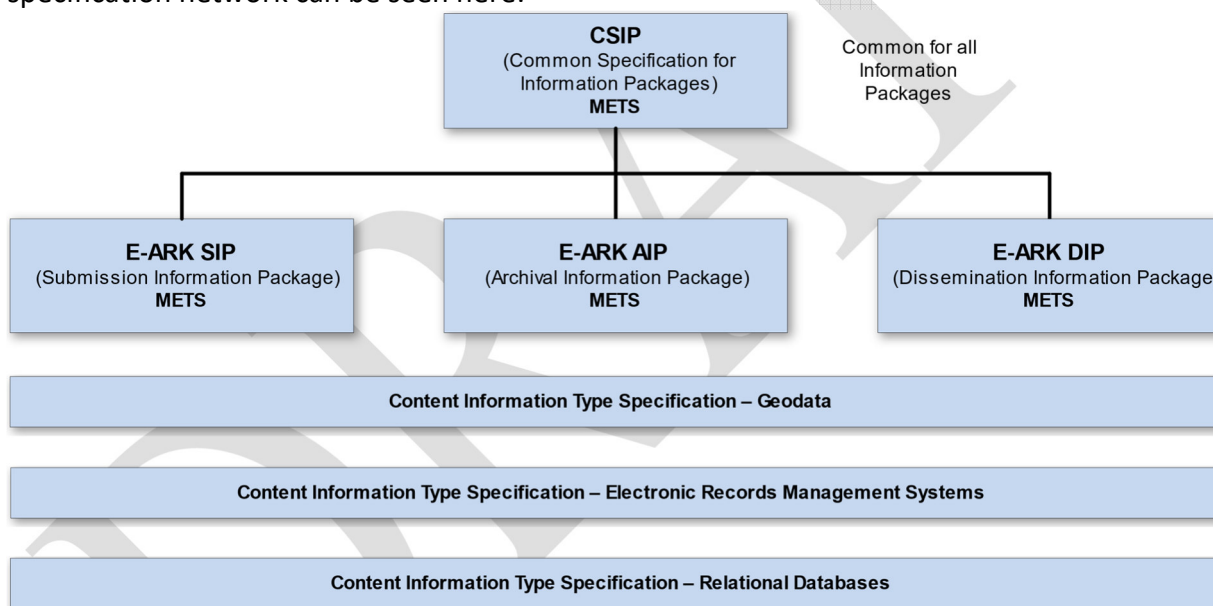 specification network can be seen here:
CSIP
(Common Specification for
Information Packages)
METS
Common for all
Information
Packages
E-ARK SIP
(Submission Information Package)
METS
E-ARK AIP
(Archival Information Package)
METS
E-ARK DIP
(Dissemination Information Package
METS
Content Information Type Specification – Geodata
Content Information Type Specification – Electronic Records Management Systems
Content Information Type Specification – Relational Databases
DRAFT